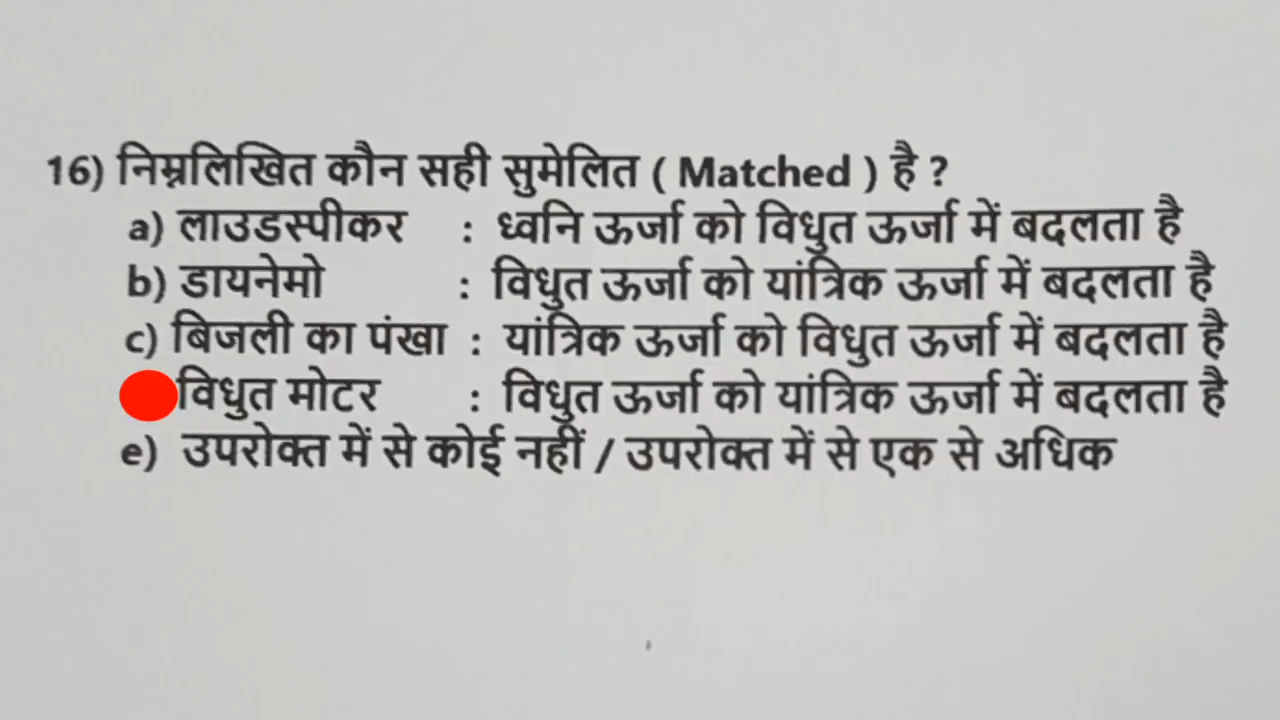 16) निम्नलिखित कौन सही सुमेलित ( Matched ) है ?
a) लाउडस्पीकर : ध्वनि ऊर्जा को विधुत ऊर्जा में बदलता है
b) डायनेमो : विधुत ऊर्जा को यांत्रिक ऊर्जा में बदलता है
c) बिजली का पंखा : यांत्रिक ऊर्जा को विधुत ऊर्जा में बदलता है
विधुत मोटर : विधुत ऊर्जा को यांत्रिक ऊर्जा में बदलता है
e) उपरोक्त में से कोई नहीं / उपरोक्त में से एक से अधिक